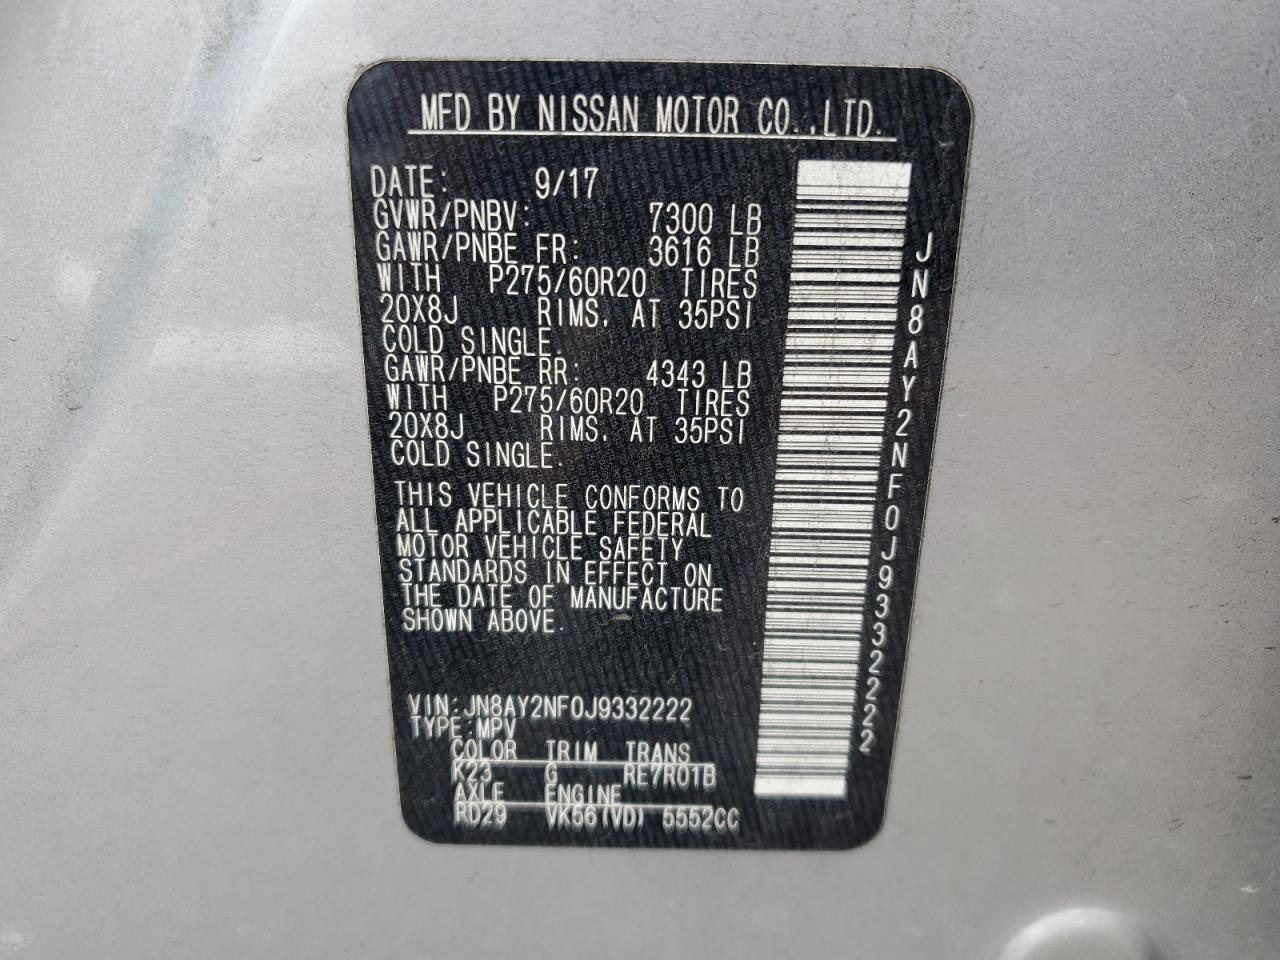 MFD BY NISSAN MOTOR CO.,LTD.
DATE: 9/17
GVWR/PNBV: 7300 LB
GAWR/PNBE FR: 3616 LB
WITH P275/60R20 TIRES
20X8J RIMS, AT 35PSI
COLD SINGLE.
GAWR/PNBE RR: 4343 LB
WITH P275/60R20 TIRES
20X8J RIMS, AT 35PSI
COLD SINGLE.
THIS VEHICLE CONFORMS TO
ALL APPLICABLE FEDERAL
MOTOR VEHICLE SAFETY
STANDARDS IN EFFECT ON
THE DATE OF MANUFACTURE
SHOWN ABOVE.
VIN:JN8AY2NF0J9332222
TYPE:MPV
COLOR TRIM TRANS
K23 G RE7R01B
AXLE ENGINE
RD29 VK56(VD) 5552CC
JN8AY2NF0J9332222